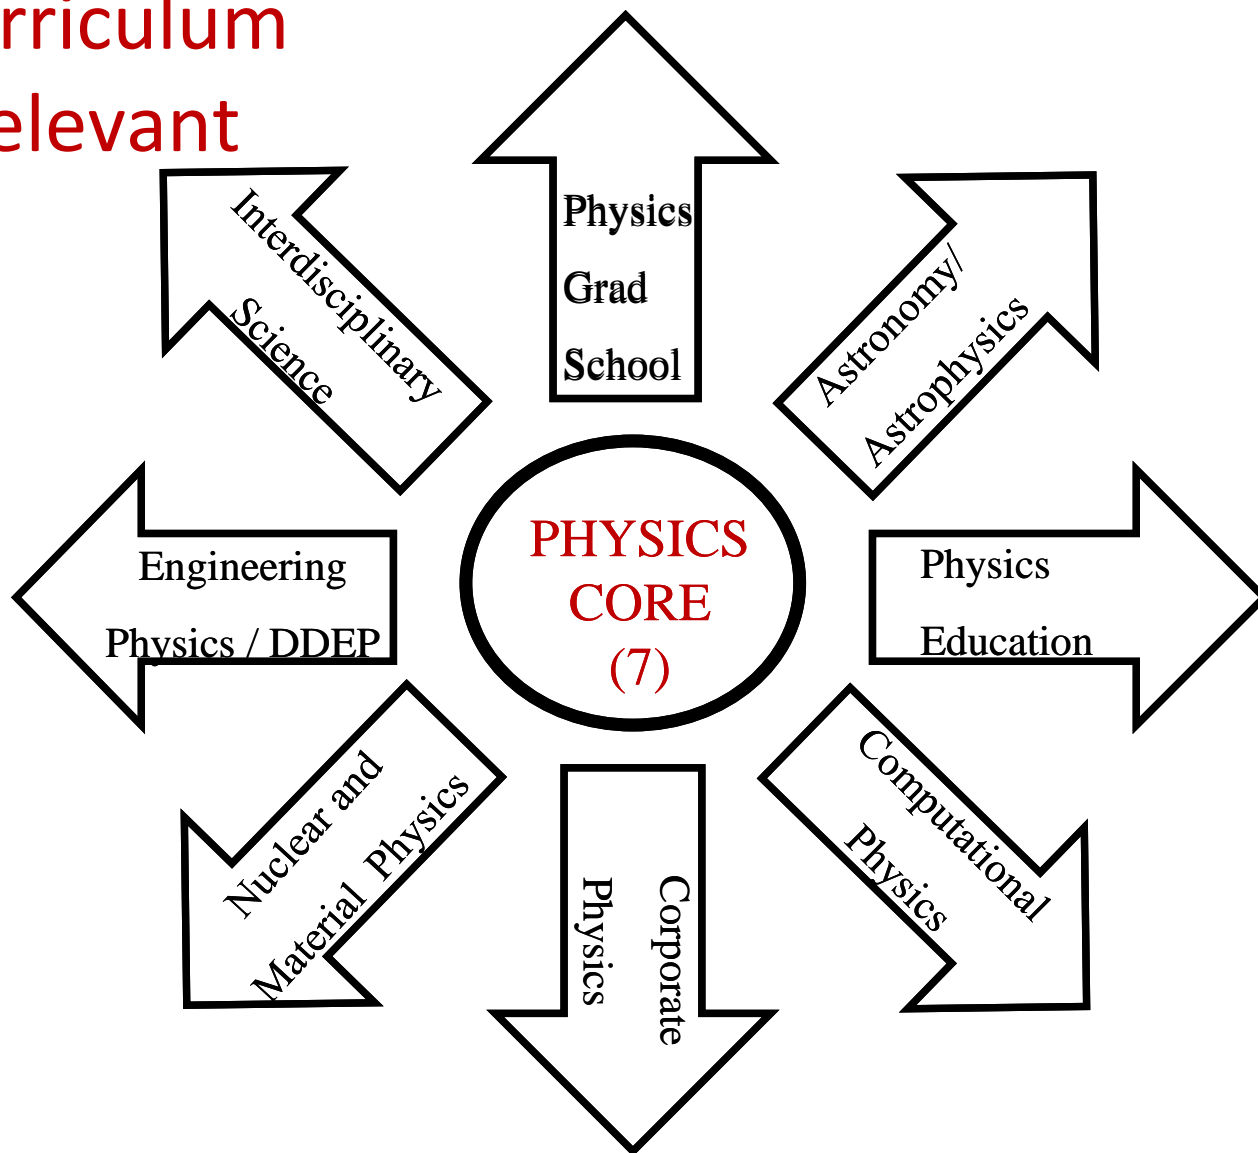 rriculum
elevant
Physics
Grad
School
Astronomy/
Astrophysics
Physics
Education
Computational
Physics
Corporate
Physics
Nuclear and
Material Physics
Engineering
Physics / DDEP
Interdisciplinary
Science
PHYSICS
CORE
(7)